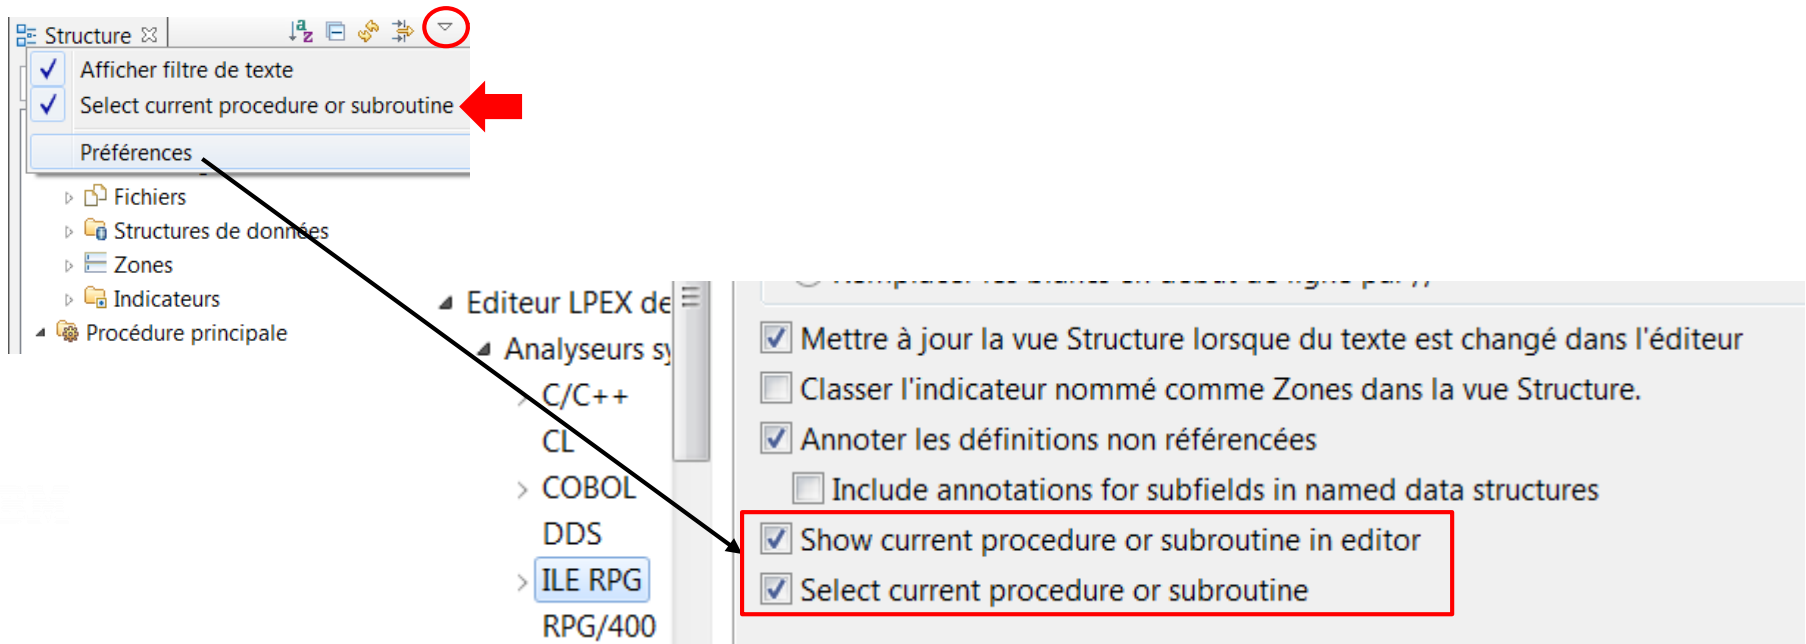 Structure
Afficher filtre de texte
Select current procedure or subroutine
Préférences
Fichiers
Structures de données
Zones
Indicateurs
Procédure principale
Editeur LPEX de
Analyseurs sy
C/C++
CL
COBOL
DDS
ILE RPG
RPG/400
Mettre à jour la vue Structure lorsque du texte est changé dans l'éditeur
Classer l'indicateur nommé comme Zones dans la vue Structure.
Annoter les définitions non référencées
Include annotations for subfields in named data structures
Show current procedure or subroutine in editor
Select current procedure or subroutine